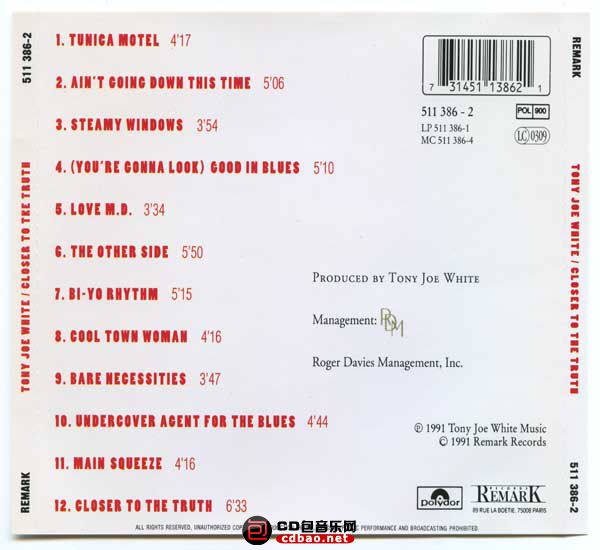 511 386-2
TONY JOE WHITE / CLOSER TO THE TRUTH
REMARK
1. TUNICA MOTEL 4'17
2. AIN'T GOING DOWN THIS TIME 5'06
3. STEAMY WINDOWS 3'54
4. (YOU'RE GONNA LOOK) GOOD IN BLUES 5'10
5. LOVE M.D. 3'34
6. THE OTHER SIDE 5'50
7. BI-YO RHYTHM 5'15
8. COOL TOWN WOMAN 4'16
9. BARE NECESSITIES 3'47
10. UNDERCOVER AGENT FOR THE BLUES 4'44
11. MAIN SQUEEZE 4'16
12. CLOSER TO THE TRUTH 6'33
7 31451 13862 1
511 386 - 2
POL 900
LP 511 386-1
MC 511 386-4
LC 0309
PRODUCED BY TONY JOE WHITE
Management: RDM
Roger Davies Management, Inc.
℗ 1991 Tony Joe White Music
© 1991 Remark Records
polydor
RECORDS
REMARK
89 RUE LA BOETIE. 75008 PARIS
ALL RIGHTS RESERVED, UNAUTHORIZED PERFORMANCE AND BROADCASTING PROHIBITED.
CD包音乐网
cdbao.net
REMARK
TONY JOE WHITE / CLOSER TO THE TRUTH
511 386-2